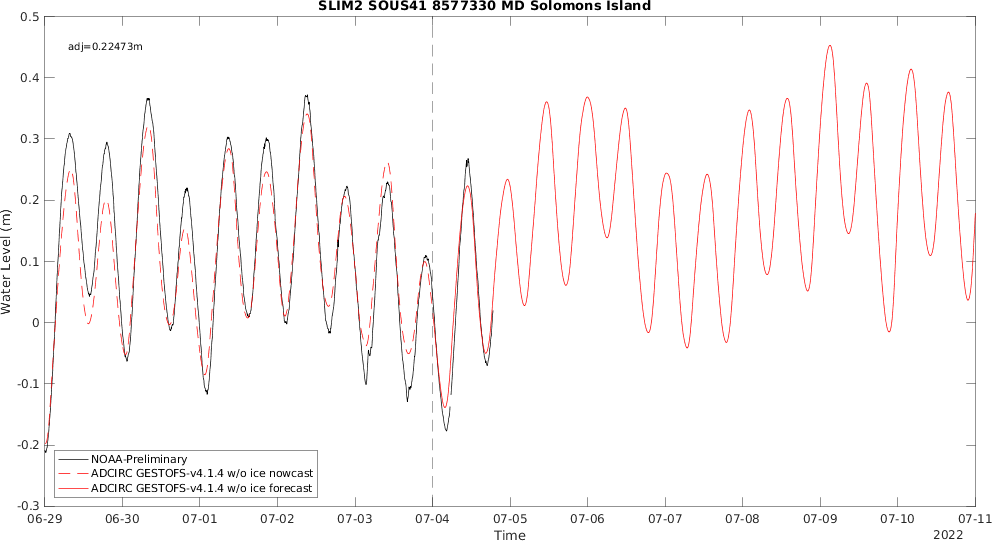 SLIM2 SOUS41 8577330 MD Solomons Island
adj=0.22473m
0.5
0.4
0.3
0.2
0.1
0
-0.1
-0.2
-0.3
Water Level (m)
NOAA-Preliminary
ADCIRC GESTOFS-v4.1.4 w/o ice nowcast
ADCIRC GESTOFS-v4.1.4 w/o ice forecast
06-29 06-30 07-01 07-02 07-03 07-04 07-05 07-06 07-07 07-08 07-09 07-10 07-11
Time
2022